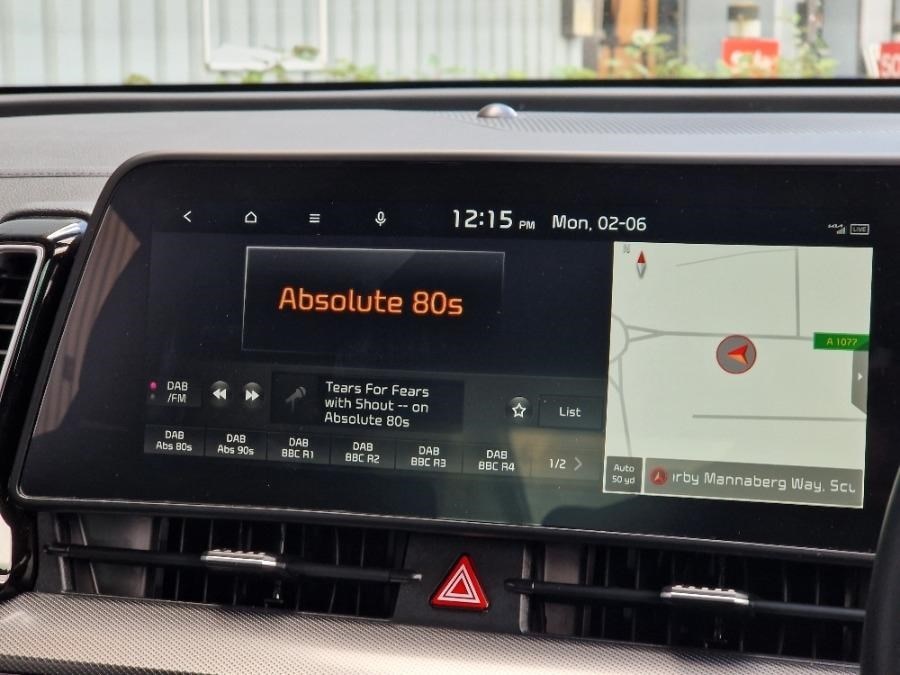 12:15 PM Mon, 02-06
LIVE
N
Absolute 80s
A 1077
DAB
/FM
Tears For Fears
with Shout -- on
Absolute 80s
List
DAB
Abs 80s
DAB
Abs 90s
DAB
BBC R1
DAB
BBC R2
DAB
BBC R3
DAB
BBC R4
1/2
Auto
50 yd
Mannaberg Way,